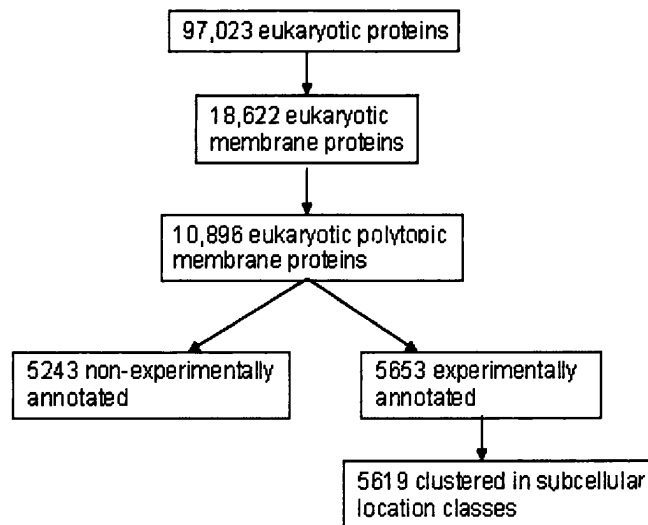 97,023 eukaryotic proteins
18,622 eukaryotic
membrane proteins
10,896 eukaryotic polytopic
membrane proteins
5243 non-experimentally
annotated
5653 experimentally
annotated
5619 clustered in subcellular
location classes